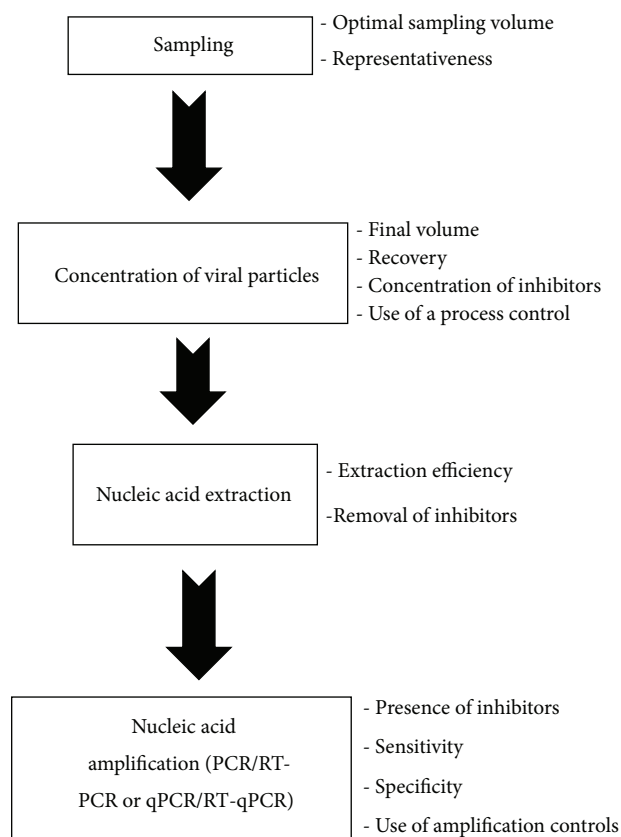 Sampling
- Optimal sampling volume
- Representativeness
Concentration of viral particles
- Final volume
- Recovery
- Concentration of inhibitors
- Use of a process control
Nucleic acid extraction
- Extraction efficiency
-Removal of inhibitors
Nucleic acid
amplification (PCR/RT-
PCR or qPCR/RT-qPCR)
- Presence of inhibitors
- Sensitivity
- Specificity
- Use of amplification controls